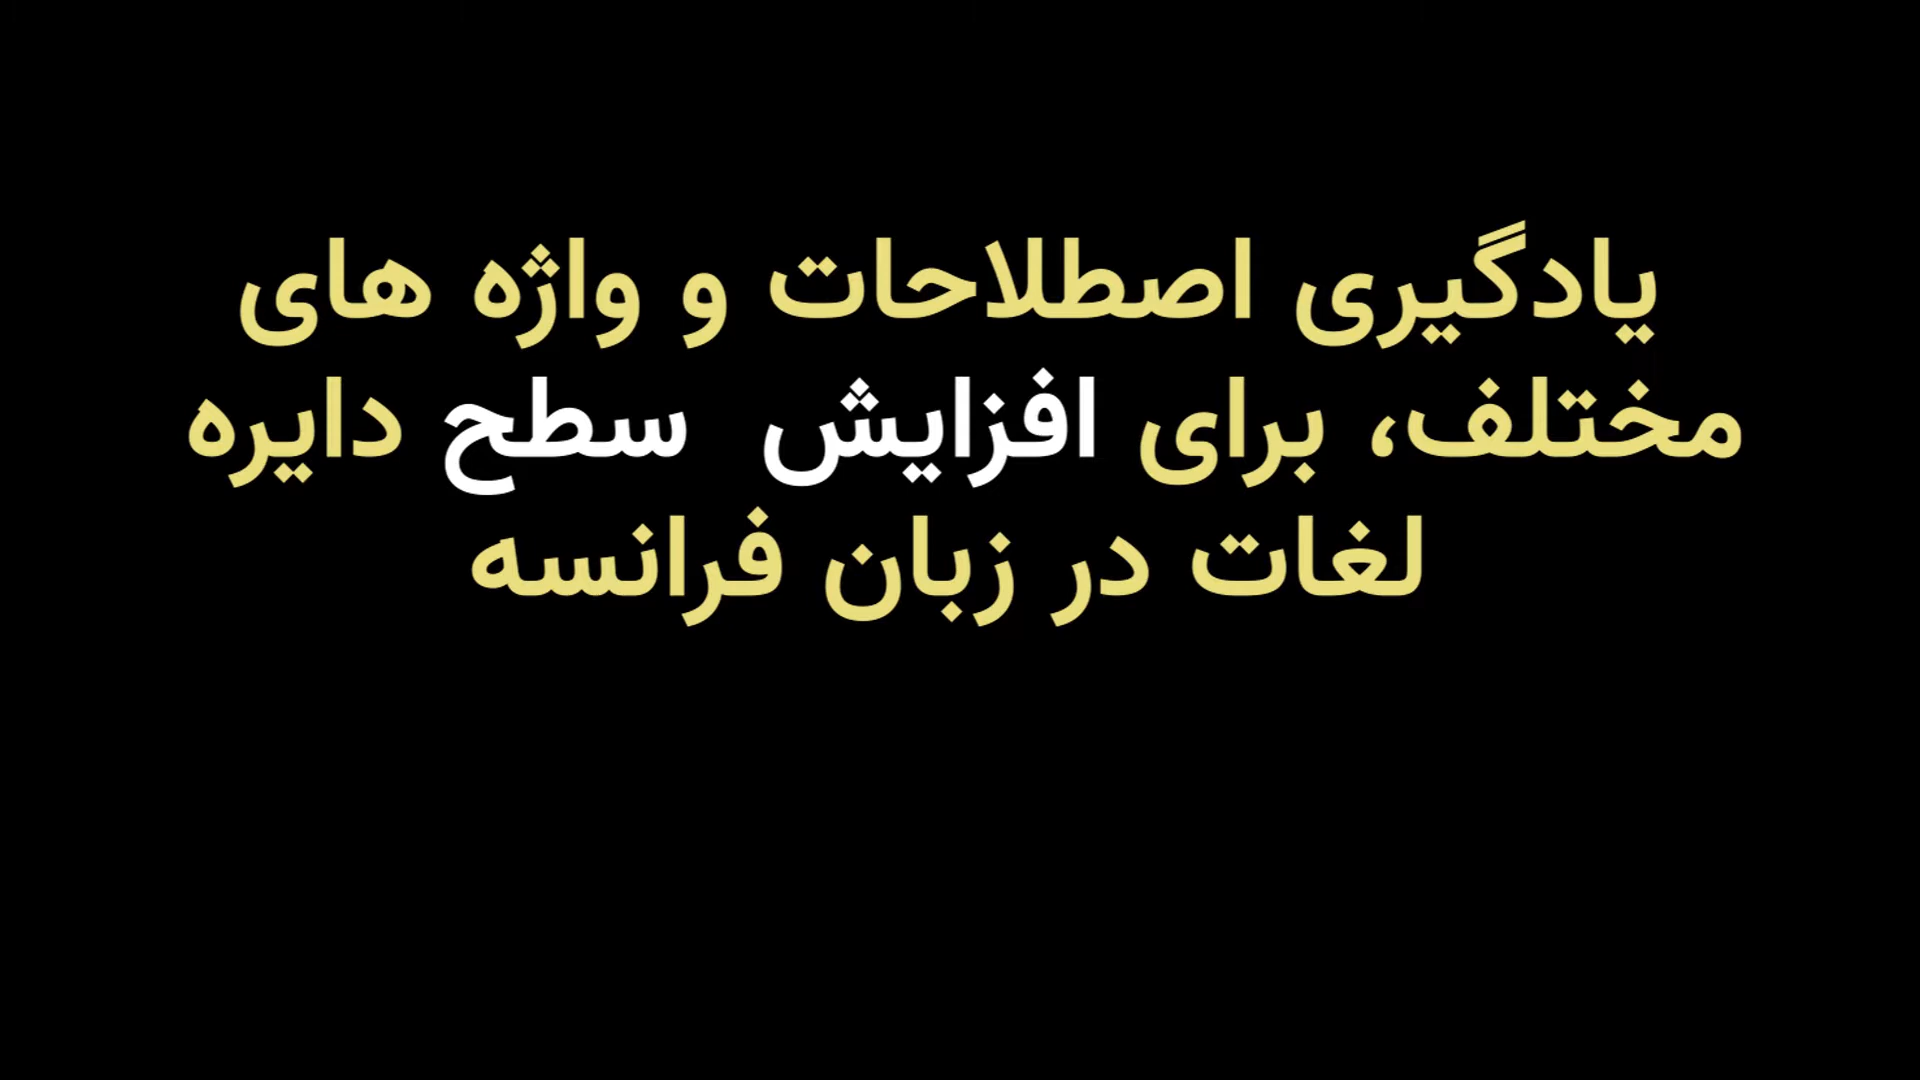 یادگیری اصطلاحات و واژه های
مختلف، برای افزایش  سطح دایره
لغات در زبان فرانسه